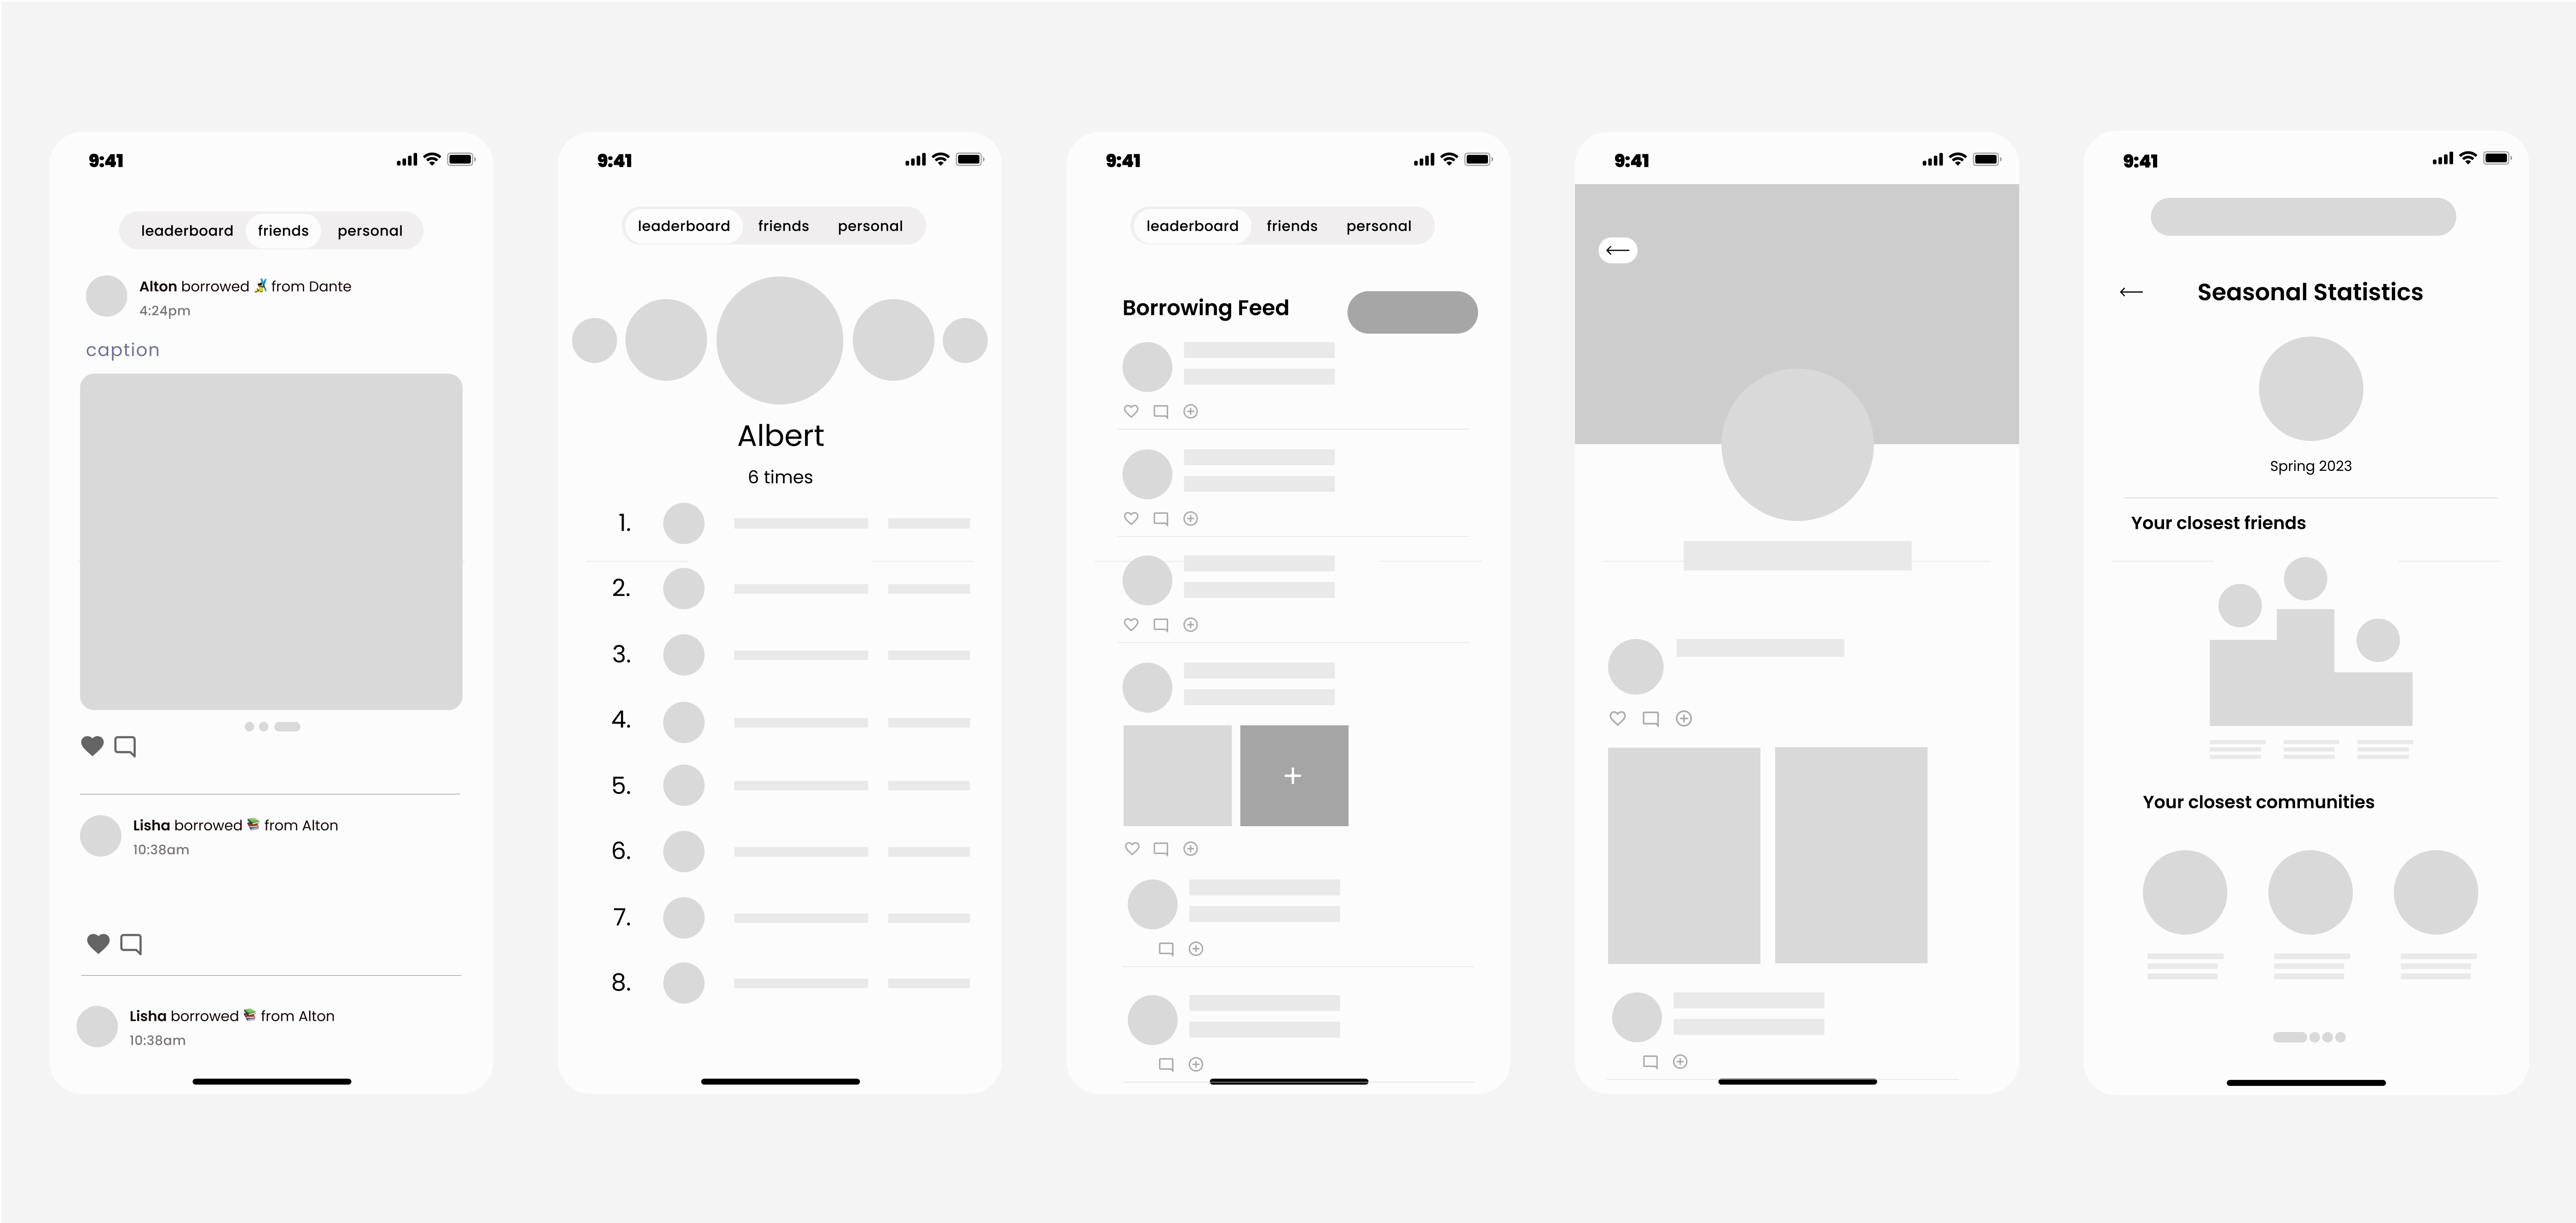 9:41
leaderboard friends personal
Alton borrowed from Dante
4:24pm
caption
Lisha borrowed from Alton
10:38am
Lisha borrowed from Alton
10:38am
9:41
leaderboard friends personal
Albert
6 times
1.
2.
3.
4.
5.
6.
7.
8.
9:41
leaderboard friends personal
Borrowing Feed
9:41
9:41
Seasonal Statistics
Spring 2023
Your closest friends
Your closest communities